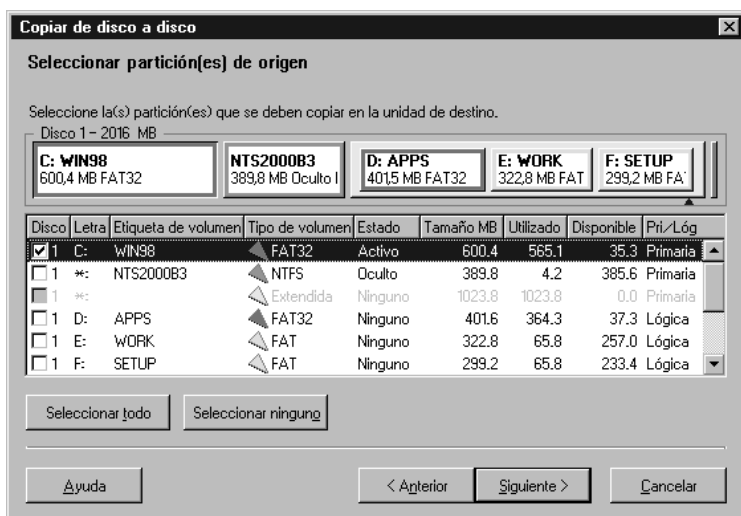 Copiar de disco a disco
Seleccionar partición(es) de origen
Seleccione la(s) partición(es) que se deben copiar en la unidad de destino.
Disco 1 - 2016 MB
C: WIN98 NTS2000B3 D: APPS E: WORK F: SETUP
600,4 MB FAT32 389,8 MB Oculto 401,5 MB FAT32 322,8 MB FAT 299,2 MB FA
Disco Letra Etiqueta de volumen Tipo de volumen Estado Tamaño MB Utilizado Disponible Pri/Lóg
1 C: WIN98 FAT32 Activo 600.4 565.1 35.3 Primaria
1 *: NTS2000B3 NTFS Oculto 389.8 4.2 385.6 Primaria
1 *: Extendida Ninguno 1023.8 1023.8 0.0 Primaria
1 D: APPS FAT32 Ninguno 401.6 364.3 37.3 Lógica
1 E: WORK FAT Ninguno 322.8 65.8 257.0 Lógica
1 F: SETUP FAT Ninguno 299.2 65.8 233.4 Lógica
Seleccionar todo Seleccionar ninguno
Ayuda < Anterior Siguiente > Cancelar